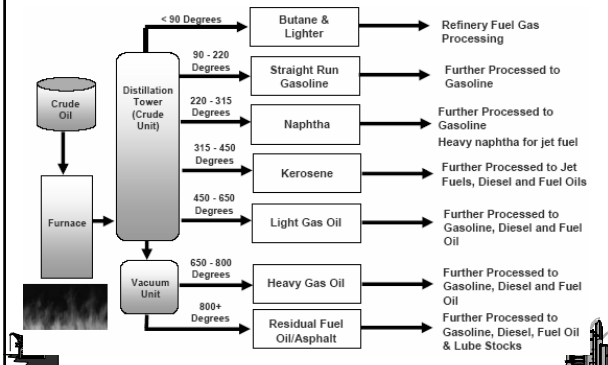 < 90 Degrees
Butane &
Lighter
Refinery Fuel Gas
Processing
90 - 220
Degrees
Straight Run
Gasoline
Further Processed to
Gasoline
Crude
Oil
Distillation
Tower
(Crude
Unit)
220 - 315
Degrees
Naphtha
Further Processed to
Gasoline
Heavy naphtha for jet fuel
315 - 450
Degrees
Kerosene
Further Processed to Jet
Fuels, Diesel and Fuel Oils
Furnace
450 - 650
Degrees
Light Gas Oil
Further Processed to
Gasoline, Diesel and Fuel
Oil
Vacuum
Unit
650 - 800
Degrees
Heavy Gas Oil
Further Processed to
Gasoline, Diesel and Fuel
Oil
800+
Degrees
Residual Fuel
Oil/Asphalt
Further Processed to
Gasoline, Diesel, Fuel Oil
& Lube Stocks